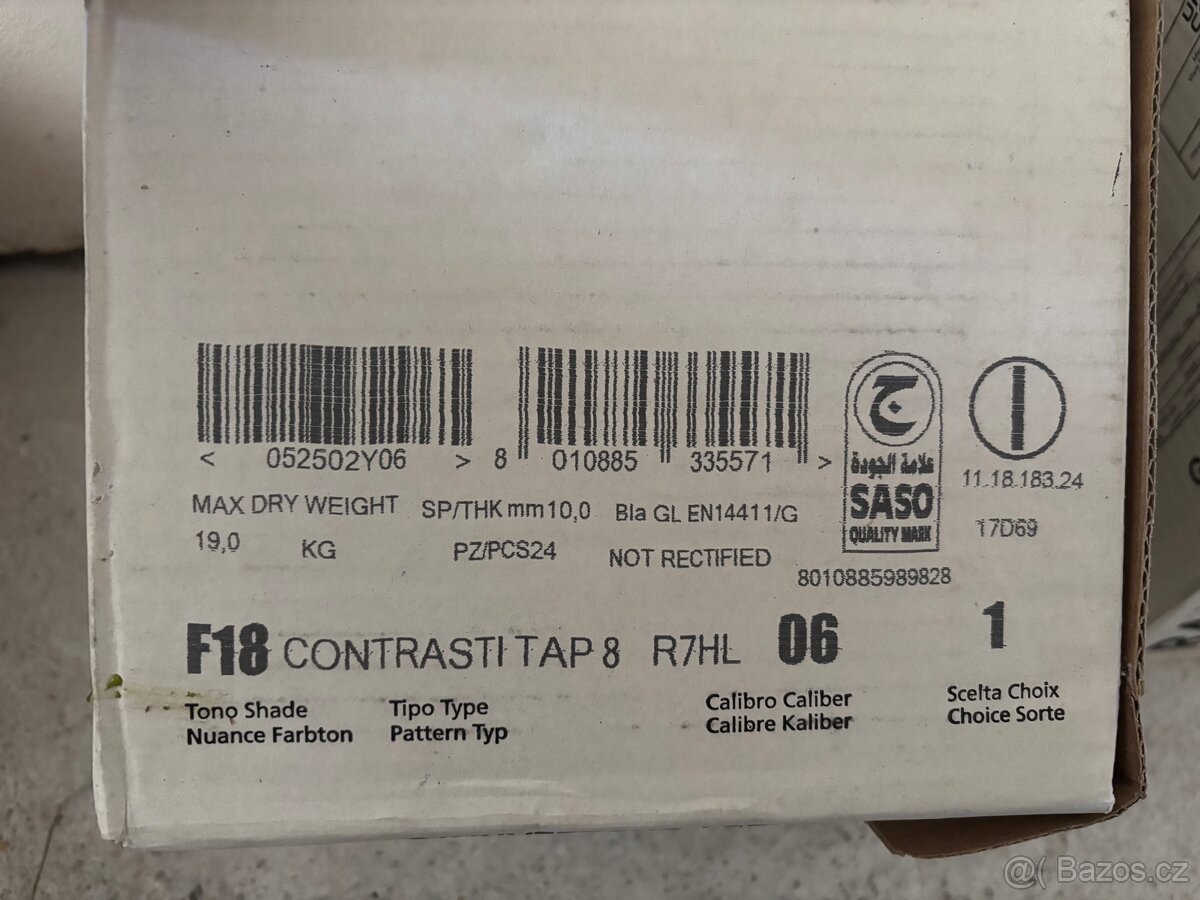 < 052502Y06 > 8 010885 335571 >
علامة الجودة
SASO
QUALITY MARK
11.18.183.24
17D69
MAX DRY WEIGHT SP/THK mm10,0 BIa GL EN14411/G
19,0 KG PZ/PCS24 NOT RECTIFIED
8010885989828
F18 CONTRASTI TAP 8 R7HL 06 1
Tono Shade Tipo Type Calibro Caliber Scelta Choix
Nuance Farbton Pattern Typ Calibre Kaliber Choice Sorte
Bazos.cz